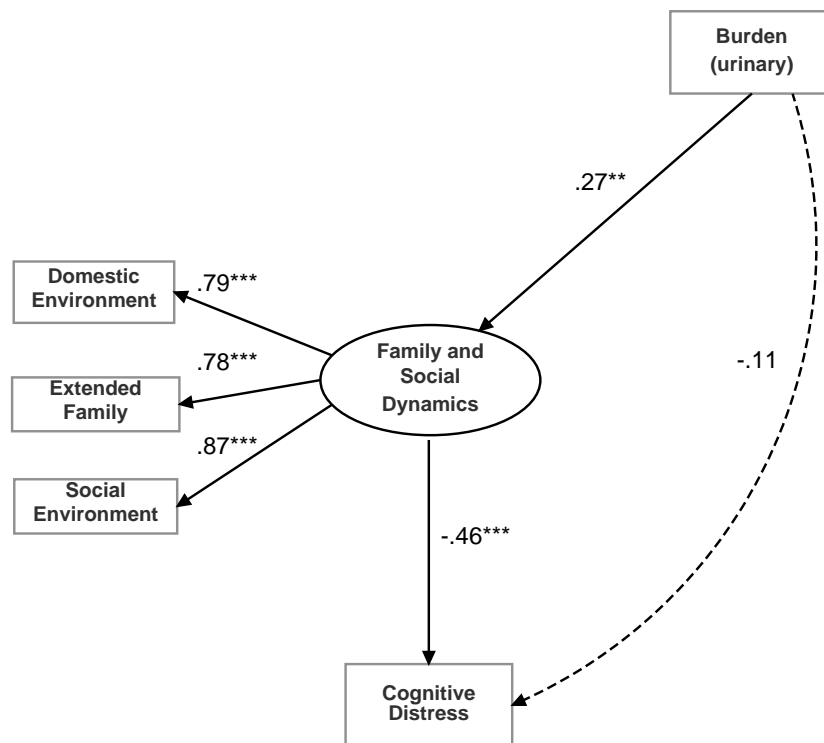 Burden
(urinary)
.27**
Domestic
Environment
.79***
Family and
Social
Dynamics
.78***
-.11
Extended
Family
.87***
Social
Environment
-.46***
Cognitive
Distress